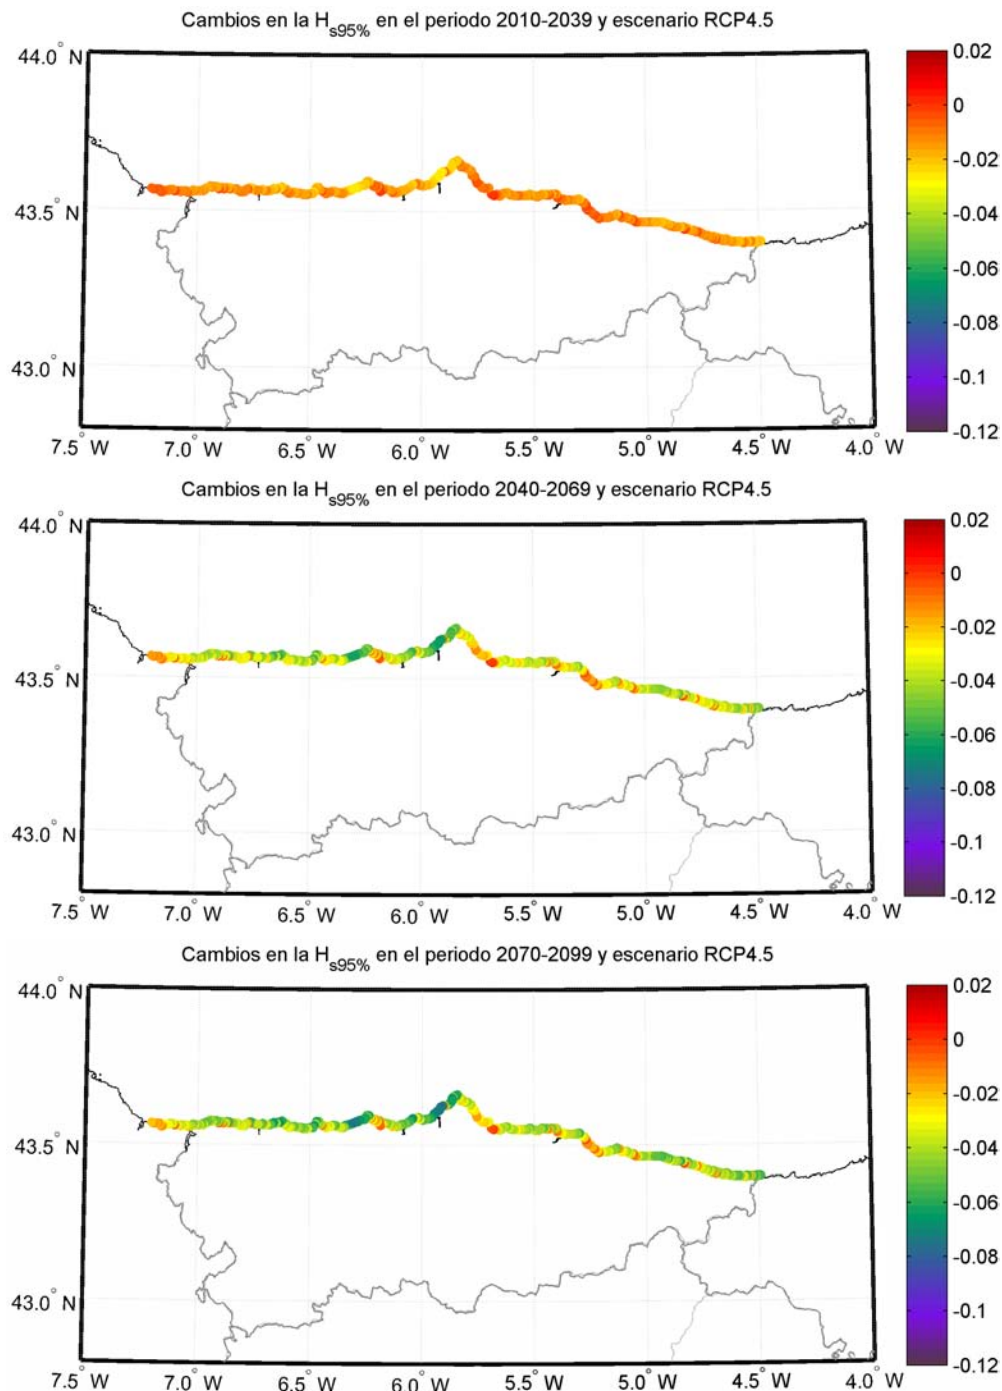 Cambios en la H_s95% en el periodo 2010-2039 y escenario RCP4.5
44.0° N
43.5° N
43.0° N
7.5° W 7.0° W 6.5° W 6.0° W 5.5° W 5.0° W 4.5° W 4.0° W
0.02
0
-0.02
-0.04
-0.06
-0.08
-0.1
-0.12
Cambios en la H_s95% en el periodo 2040-2069 y escenario RCP4.5
44.0° N
43.5° N
43.0° N
7.5° W 7.0° W 6.5° W 6.0° W 5.5° W 5.0° W 4.5° W 4.0° W
0.02
0
-0.02
-0.04
-0.06
-0.08
-0.1
-0.12
Cambios en la H_s95% en el periodo 2070-2099 y escenario RCP4.5
44.0° N
43.5° N
43.0° N
7.5° W 7.0° W 6.5° W 6.0° W 5.5° W 5.0° W 4.5° W 4.0° W
0.02
0
-0.02
-0.04
-0.06
-0.08
-0.1
-0.12